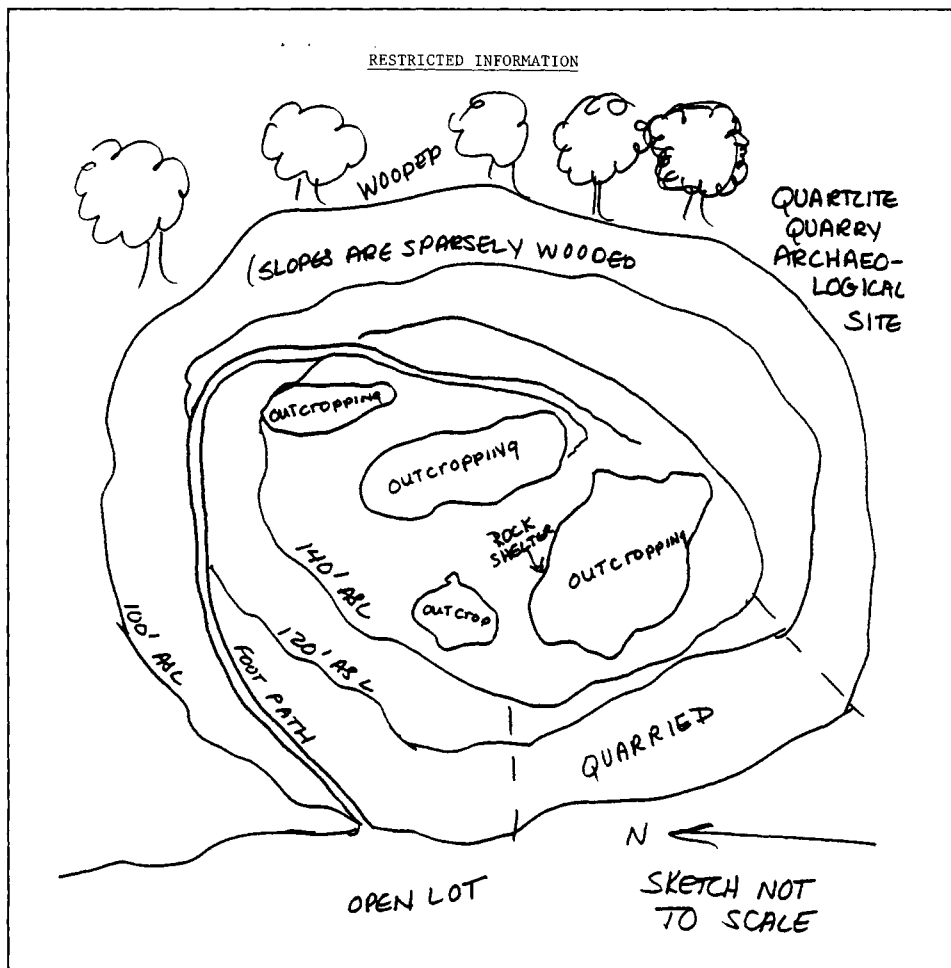 RESTRICTED INFORMATION
WOODED
QUARTZITE
QUARRY
ARCHAEO-
LOGICAL
SITE
(SLOPES ARE SPARSELY WOODED
OUTCROPPING
OUTCROPPING
ROCK
SHELTER
OUTCROPPING
140' ASL
OUTCROP
100' ASL
120' ASL
FOOT PATH
QUARRIED
N
OPEN LOT
SKETCH NOT
TO SCALE